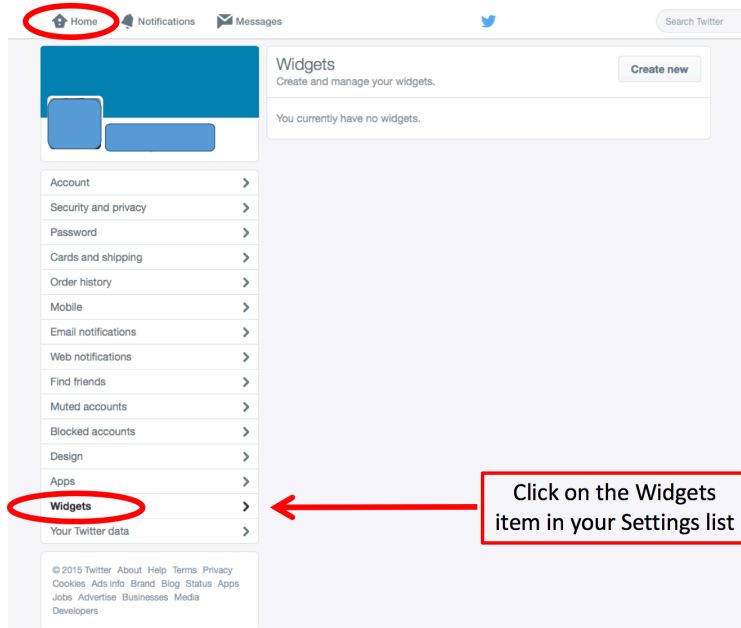 Home Notifications Messages Search Twitter
Widgets
Create and manage your widgets.
Create new
You currently have no widgets.
Account
Security and privacy
Password
Cards and shipping
Order history
Mobile
Email notifications
Web notifications
Find friends
Muted accounts
Blocked accounts
Design
Apps
Widgets
Your Twitter data
Click on the Widgets
item in your Settings list
© 2015 Twitter About Help Terms Privacy
Cookies Ads info Brand Blog Status Apps
Jobs Advertise Businesses Media
Developers